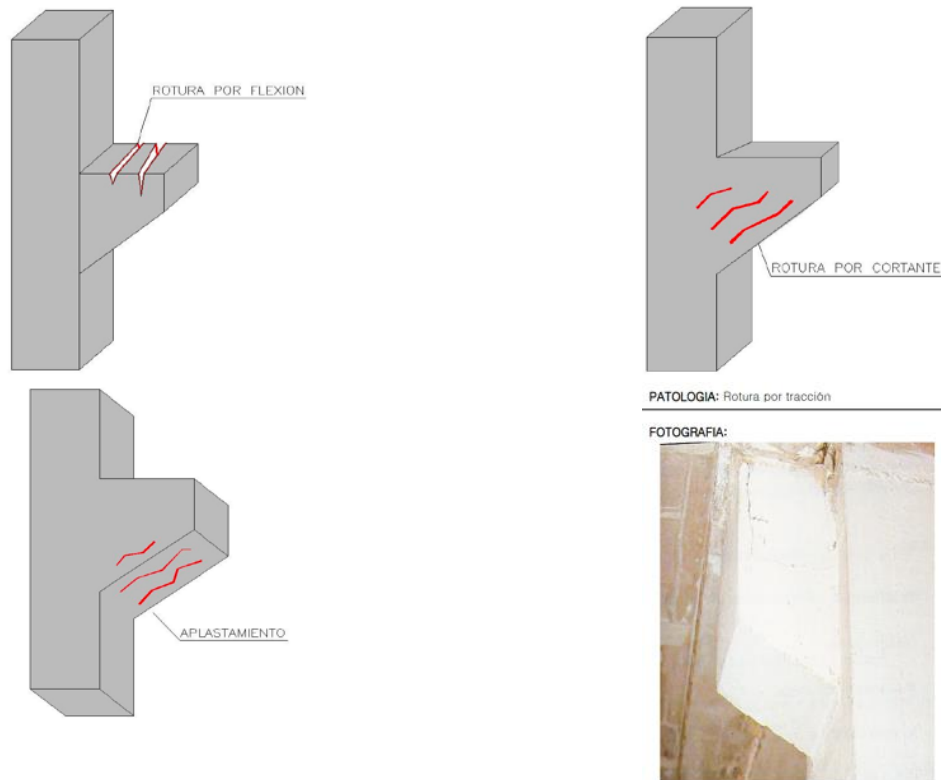 ROTURA POR FLEXION
ROTURA POR CORTANTE
APLASTAMIENTO
PATOLOGIA: Rotura por tracción
FOTOGRAFIA: